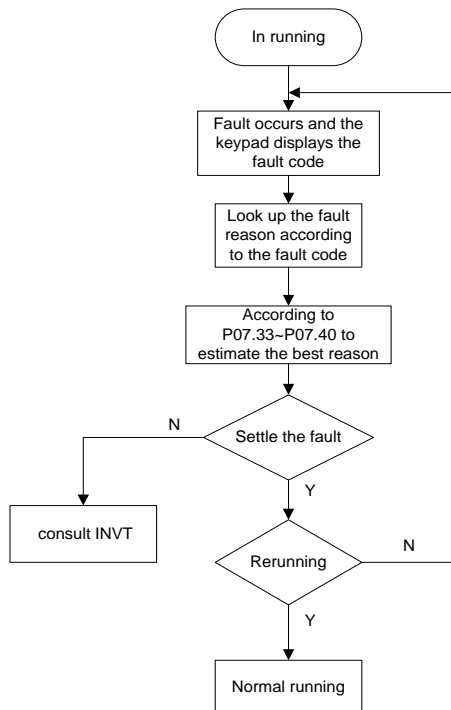 In running
Fault occurs and the
keypad displays the
fault code
Look up the fault
reason according
to the fault code
According to
P07.33~P07.40 to
estimate the best reason
N
Settle the fault
Y
consult INVT
Rerunning
N
Y
Normal running